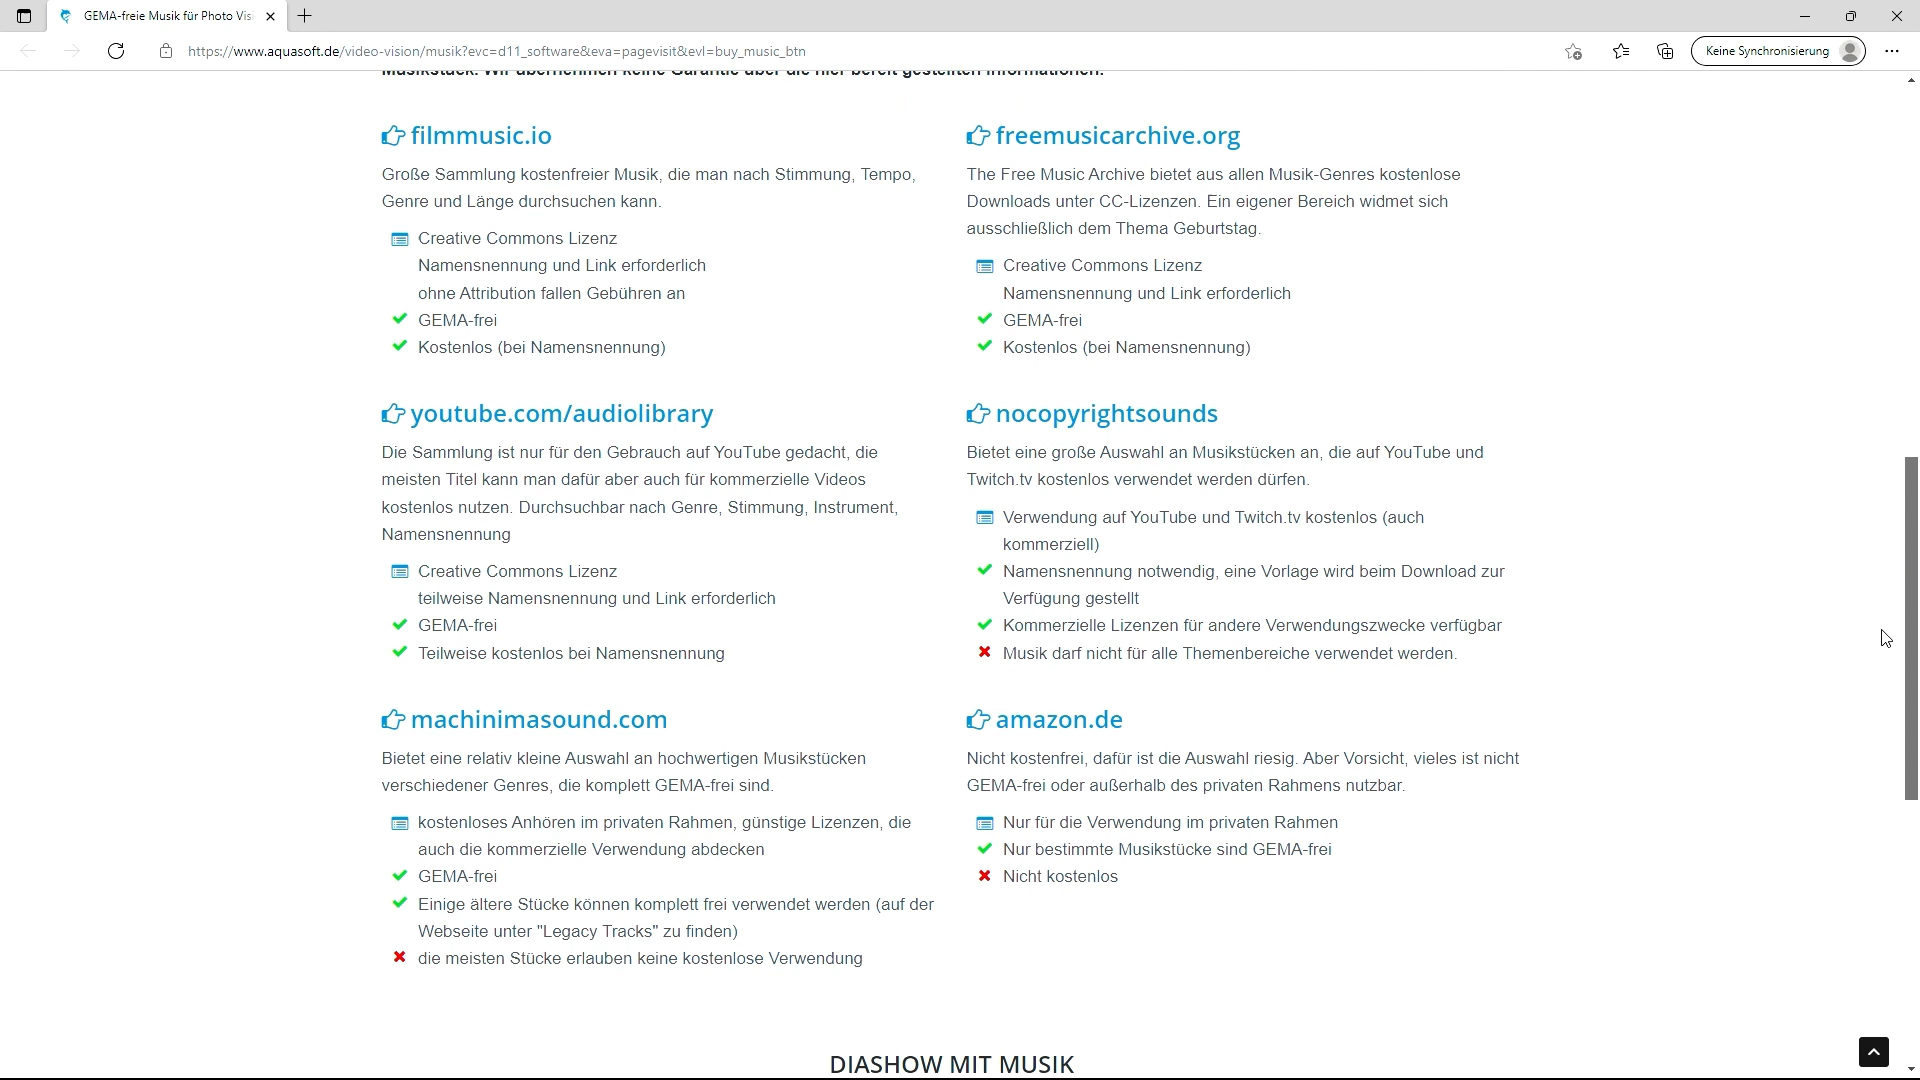 GEMA-freie Musik für Photo Vis
https://www.aquasoft.de/video-vision/musik?evc=d11_software&eva=pagevisit&evl=buy_music_btn
Keine Synchronisierung
Musikstück. Wir übernehmen keine Garantie über die hier bereit gestellten Informationen.
filmmusic.io
Große Sammlung kostenfreier Musik, die man nach Stimmung, Tempo,
Genre und Länge durchsuchen kann.
Creative Commons Lizenz
Namensnennung und Link erforderlich
ohne Attribution fallen Gebühren an
GEMA-frei
Kostenlos (bei Namensnennung)
freemusicarchive.org
The Free Music Archive bietet aus allen Musik-Genres kostenlose
Downloads unter CC-Lizenzen. Ein eigener Bereich widmet sich
ausschließlich dem Thema Geburtstag.
Creative Commons Lizenz
Namensnennung und Link erforderlich
GEMA-frei
Kostenlos (bei Namensnennung)
youtube.com/audiolibrary
Die Sammlung ist nur für den Gebrauch auf YouTube gedacht, die
meisten Titel kann man dafür aber auch für kommerzielle Videos
kostenlos nutzen. Durchsuchbar nach Genre, Stimmung, Instrument,
Namensnennung
Creative Commons Lizenz
teilweise Namensnennung und Link erforderlich
GEMA-frei
Teilweise kostenlos bei Namensnennung
nocopyrightsounds
Bietet eine große Auswahl an Musikstücken an, die auf YouTube und
Twitch.tv kostenlos verwendet werden dürfen.
Verwendung auf YouTube und Twitch.tv kostenlos (auch
kommerziell)
Namensnennung notwendig, eine Vorlage wird beim Download zur
Verfügung gestellt
Kommerzielle Lizenzen für andere Verwendungszwecke verfügbar
Musik darf nicht für alle Themenbereiche verwendet werden.
machinimasound.com
Bietet eine relativ kleine Auswahl an hochwertigen Musikstücken
verschiedener Genres, die komplett GEMA-frei sind.
kostenloses Anhören im privaten Rahmen, günstige Lizenzen, die
auch die kommerzielle Verwendung abdecken
GEMA-frei
Einige ältere Stücke können komplett frei verwendet werden (auf der
Webseite unter "Legacy Tracks" zu finden)
die meisten Stücke erlauben keine kostenlose Verwendung
amazon.de
Nicht kostenfrei, dafür ist die Auswahl riesig. Aber Vorsicht, vieles ist nicht
GEMA-frei oder außerhalb des privaten Rahmens nutzbar.
Nur für die Verwendung im privaten Rahmen
Nur bestimmte Musikstücke sind GEMA-frei
Nicht kostenlos
DIASHOW MIT MUSIK